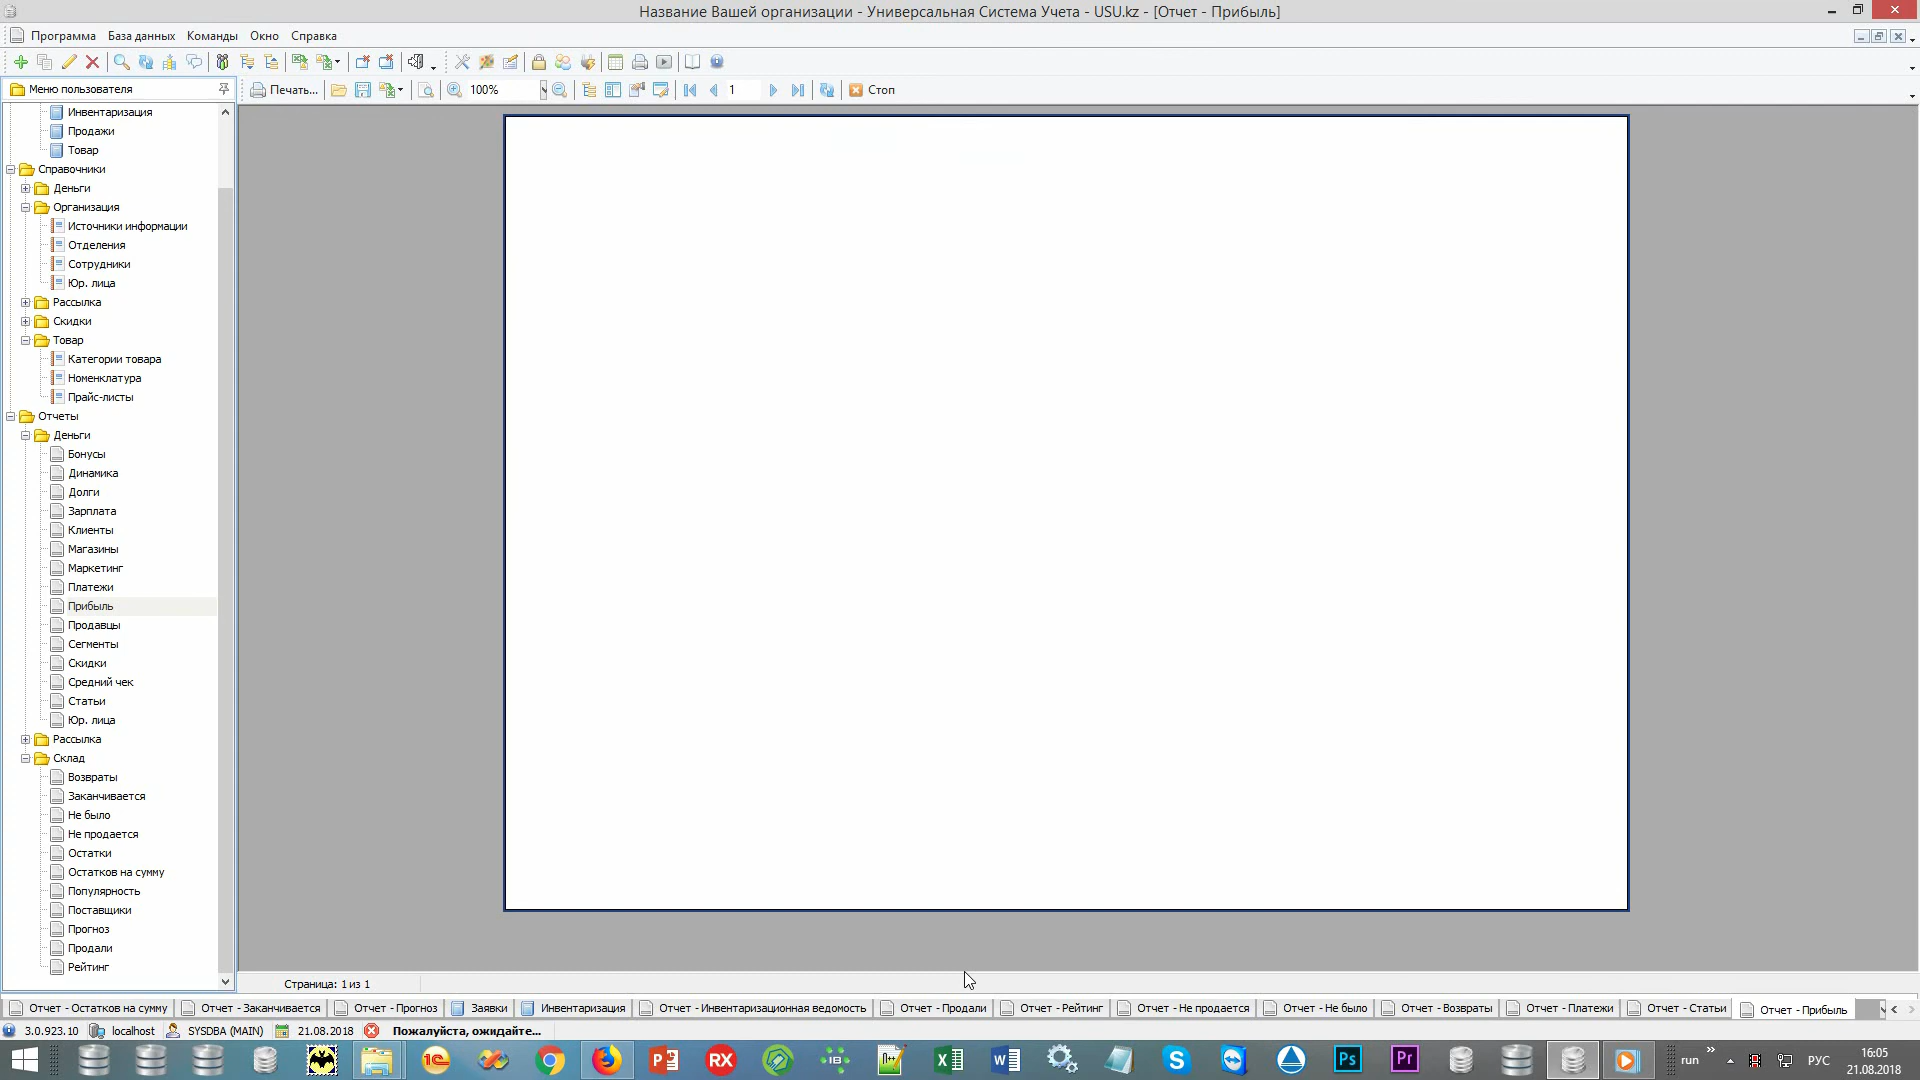 Название Вашей организации - Универсальная Система Учета - USU.kz - [Отчет - Прибыль]
Программа База данных Команды Окно Справка
Меню пользователя
Печать... 100% 1 Стоп
Инвентаризация
Продажи
Товар
Справочники
Деньги
Организация
Источники информации
Отделения
Сотрудники
Юр. лица
Рассылка
Скидки
Товар
Категории товара
Номенклатура
Прайс-листы
Отчеты
Деньги
Бонусы
Динамика
Долги
Зарплата
Клиенты
Магазины
Маркетинг
Платежи
Прибыль
Продавцы
Сегменты
Скидки
Средний чек
Статьи
Юр. лица
Рассылка
Склад
Возвраты
Заканчивается
Не было
Не продается
Остатки
Остатков на сумму
Популярность
Поставщики
Прогноз
Продали
Рейтинг
Страница: 1 из 1
Отчет - Остатков на сумму Отчет - Заканчивается Отчет - Прогноз Заявки Инвентаризация Отчет - Инвентаризационная ведомость Отчет - Продали Отчет - Рейтинг Отчет - Не продается Отчет - Не было Отчет - Возвраты Отчет - Платежи Отчет - Статьи Отчет - Прибыль
3.0.923.10 localhost SYSDBA (MAIN) 21.08.2018 Пожалуйста, ожидайте...
run РУС 16:05
21.08.2018